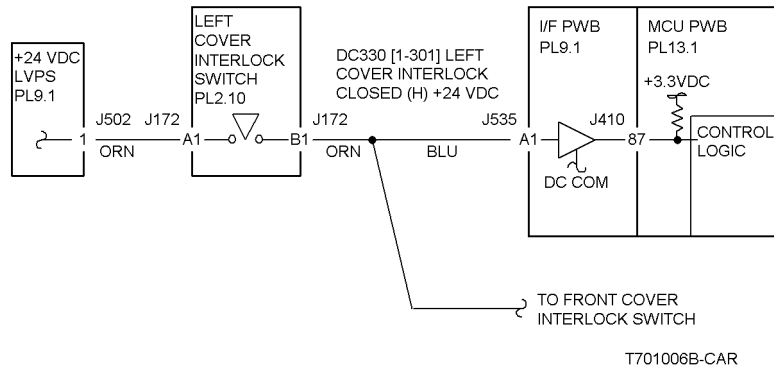 +24 VDC
LVPS
PL9.1
1
J502
ORN
J172
A1
LEFT
COVER
INTERLOCK
SWITCH
PL2.10
B1
J172
ORN
DC330 [1-301] LEFT
COVER INTERLOCK
CLOSED (H) +24 VDC
BLU
J535
A1
I/F PWB
PL9.1
DC COM
J410
87
MCU PWB
PL13.1
+3.3VDC
CONTROL
LOGIC
TO FRONT COVER
INTERLOCK SWITCH
T701006B-CAR